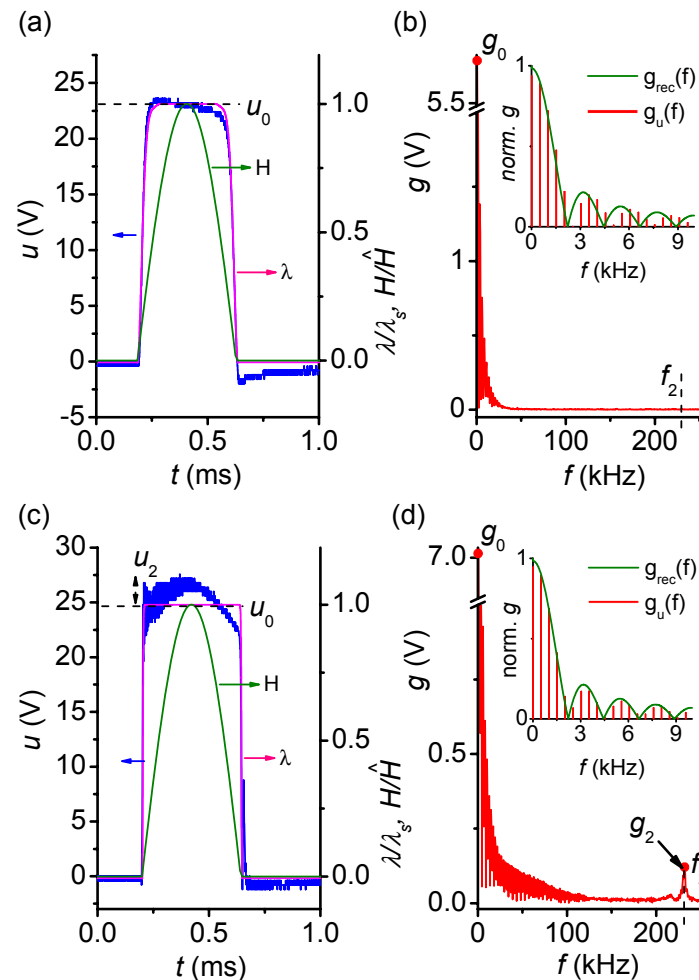 (a)
25
20
15
10
5
0
-5
u (V)
u₀
H
λ
1.0
0.5
0.0
λ/λₛ, H/Ĥ
0.0 0.5 1.0
t (ms)
(b)
g₀
5.5
1
0
g (V)
1
0
norm. g
g_rec(f)
g_u(f)
0 3 6 9
f (kHz)
f₂
0 100 200
f (kHz)
(c)
30
25
20
15
10
5
0
u (V)
u₂
u₀
H
λ
1.0
0.5
0.0
λ/λₛ, H/Ĥ
0.0 0.5 1.0
t (ms)
(d)
g₀
7.0
0.5
0.0
g (V)
1
0
norm. g
g_rec(f)
g_u(f)
0 3 6 9
f (kHz)
g₂
f
0 100 200
f (kHz)